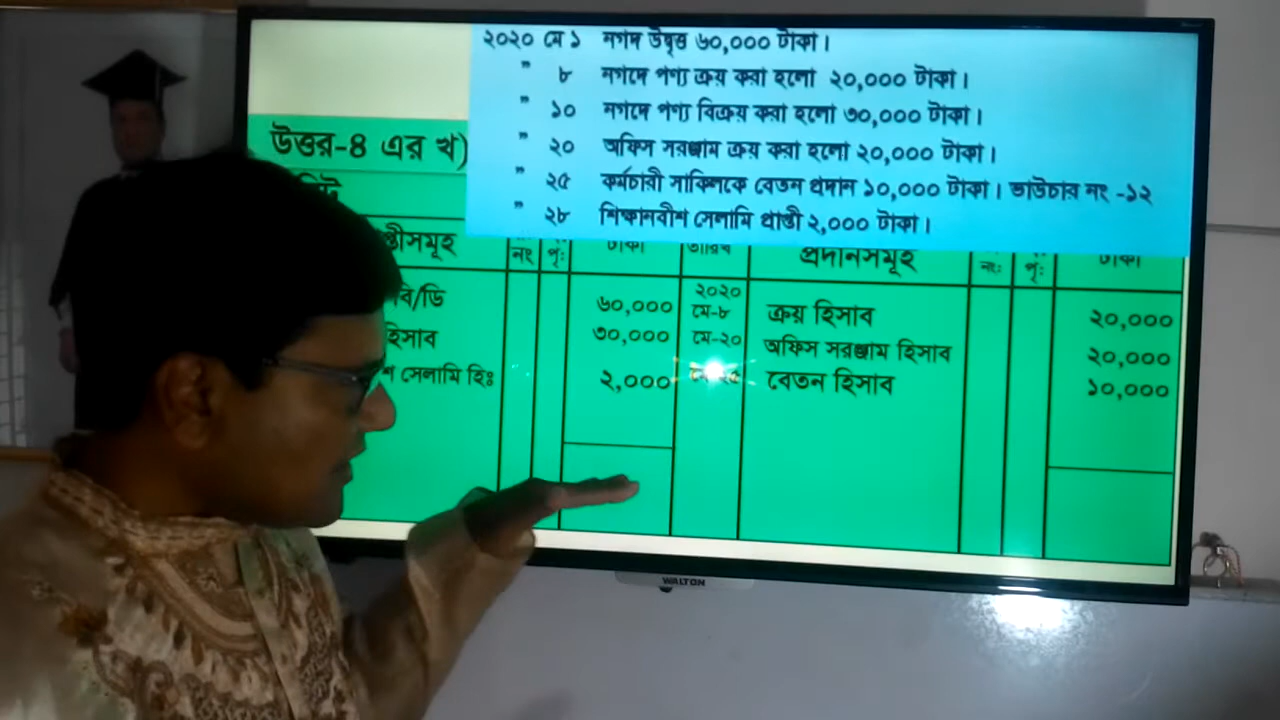 ২০২০ মে ১ নগদ উদ্বৃত্ত ৬০,০০০ টাকা।
" ৮ নগদে পণ্য ক্রয় করা হলো ২০,০০০ টাকা।
" ১০ নগদে পণ্য বিক্রয় করা হলো ৩০,০০০ টাকা।
" ২০ অফিস সরঞ্জাম ক্রয় করা হলো ২০,০০০ টাকা।
" ২৫ কর্মচারী সাকিলকে বেতন প্রদান ১০,০০০ টাকা। ভাউচার নং -১২
" ২৮ শিক্ষানবীশ সেলামি প্রাপ্তী ২,০০০ টাকা।
উত্তর-৪ এর খ)
প্তীসমূহ নং পৃঃ টাকা তারিখ প্রদানসমূহ নং পৃঃ টাকা
বি/ডি ৬০,০০০ ২০২০ মে-৮ ক্রয় হিসাব ২০,০০০
হিসাব ৩০,০০০ মে-২০ অফিস সরঞ্জাম হিসাব ২০,০০০
শ সেলামি হিঃ ২,০০০ বেতন হিসাব ১০,০০০
WALTON